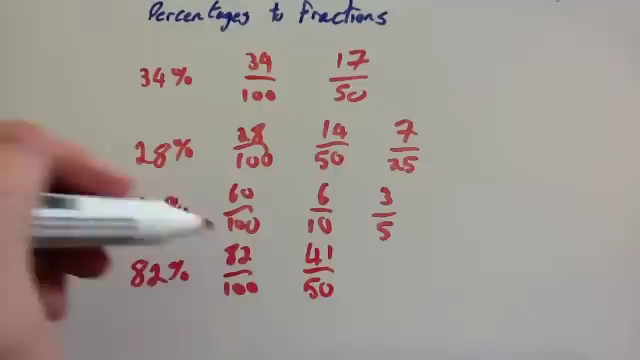 Percentages to Fractions
34% 34/100 17/50
28% 28/100 14/50 7/25
% 60/100 6/10 3/5
82% 82/100 41/50